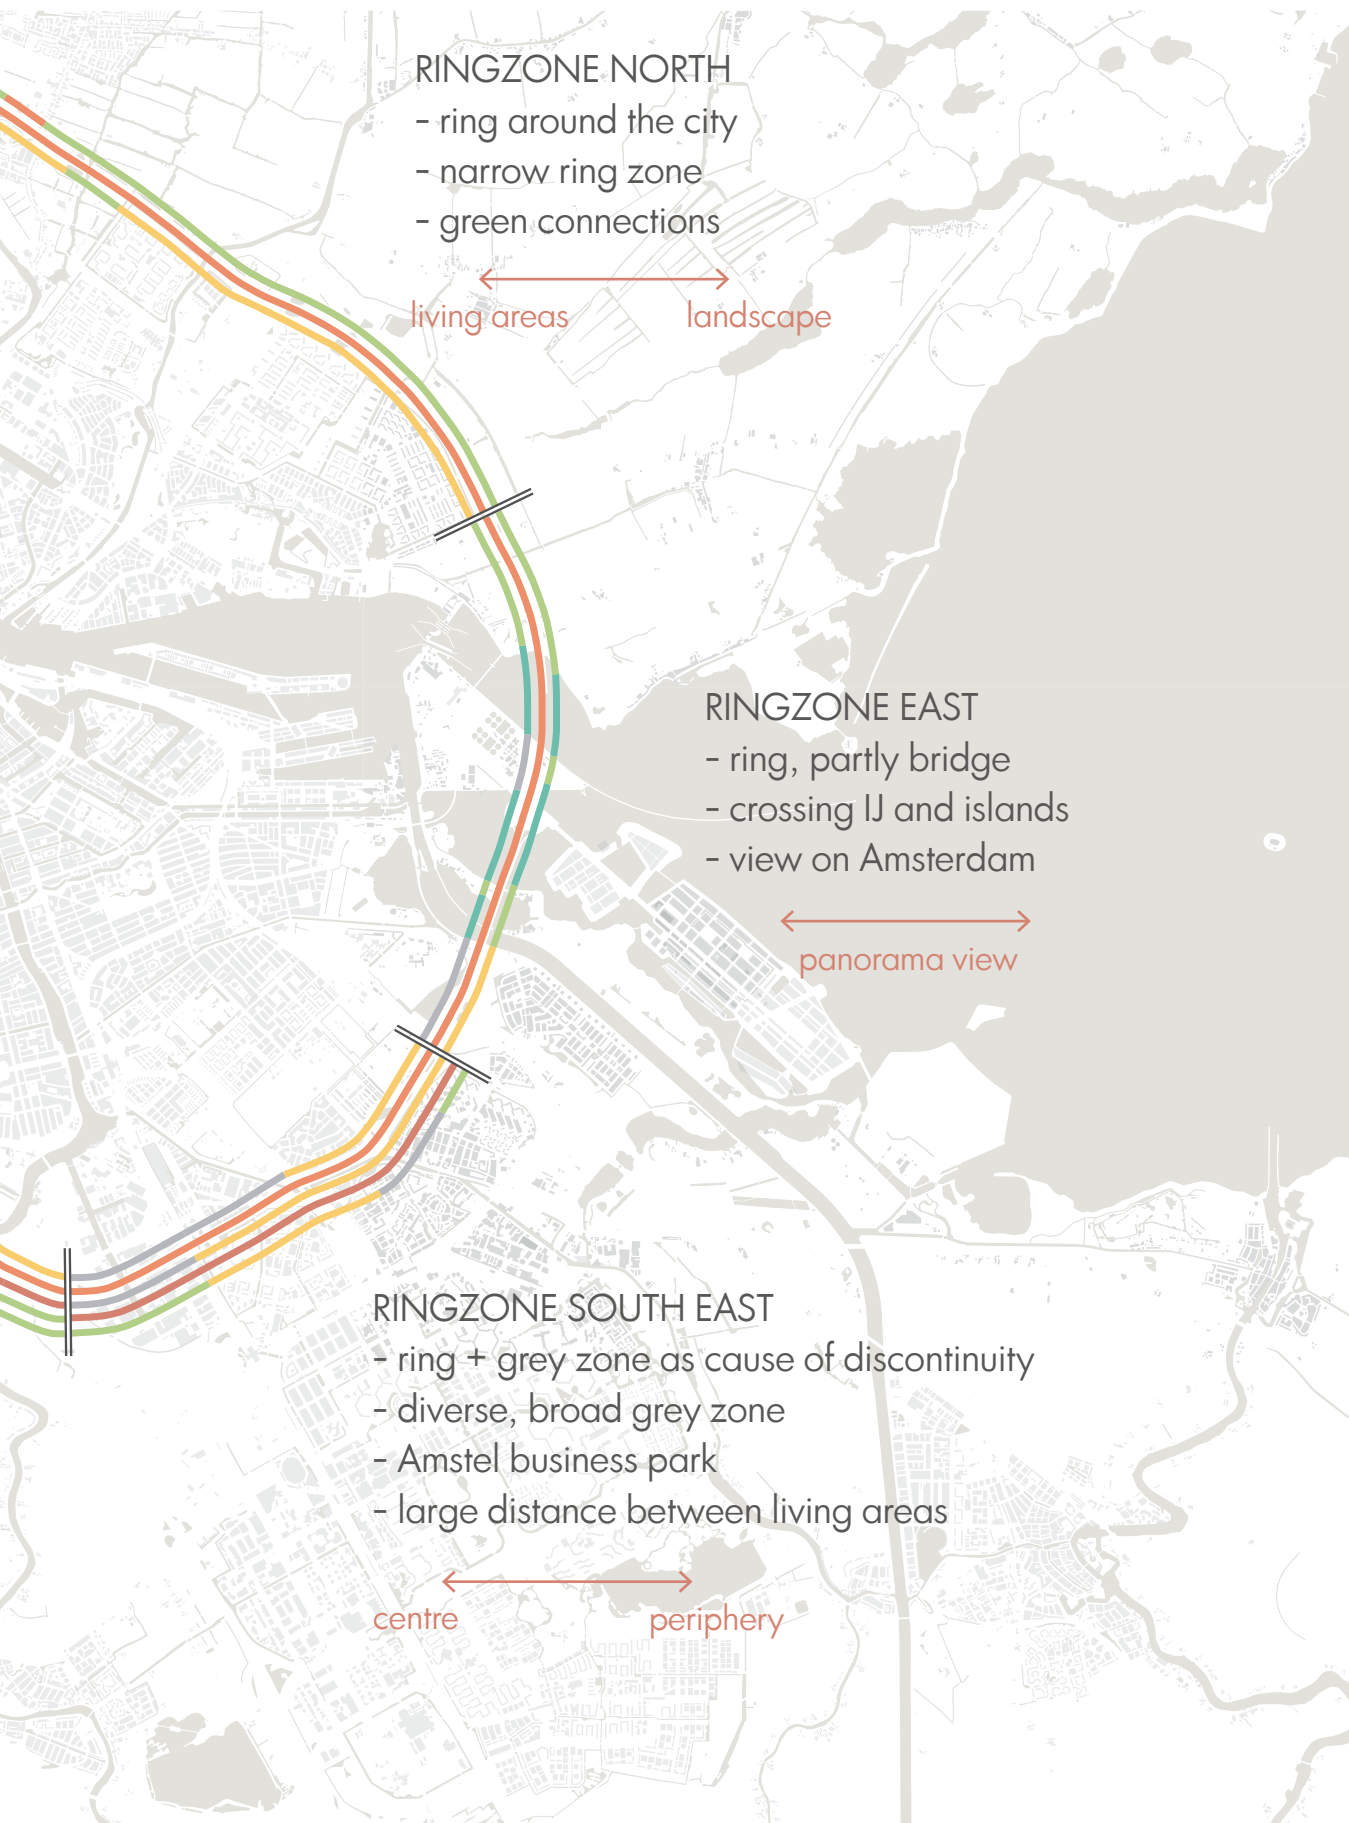 RINGZONE NORTH
- ring around the city
- narrow ring zone
- green connections
living areas landscape
RINGZONE EAST
- ring, partly bridge
- crossing IJ and islands
- view on Amsterdam
panorama view
RINGZONE SOUTH EAST
- ring + grey zone as cause of discontinuity
- diverse, broad grey zone
- Amstel business park
- large distance between living areas
centre periphery